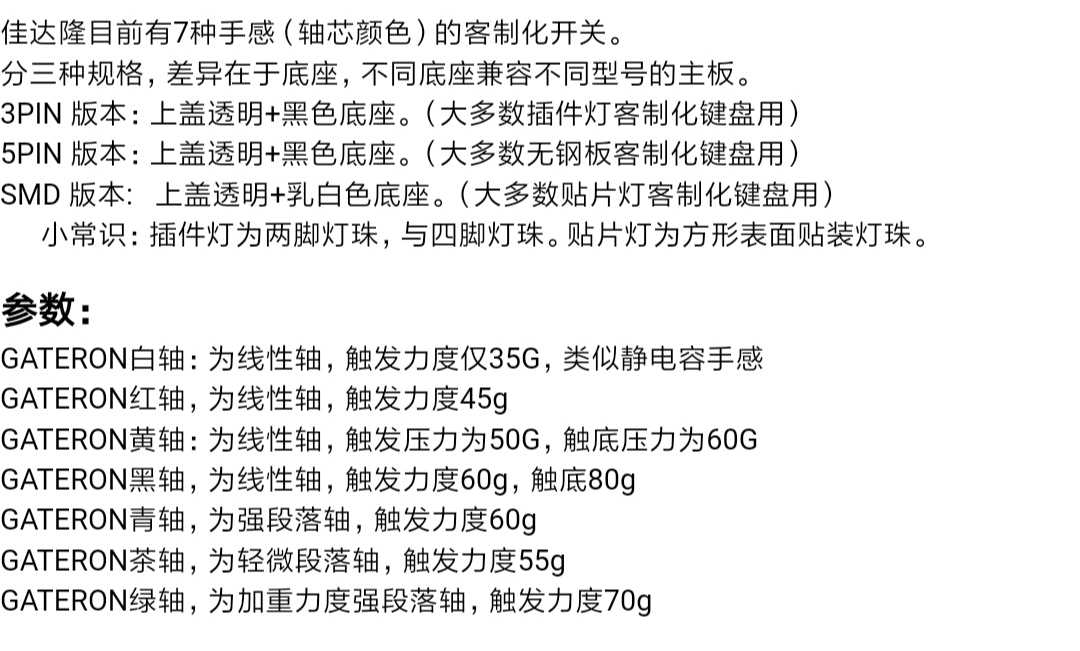 佳达隆目前有7种手感（轴芯颜色）的客制化开关。
分三种规格，差异在于底座，不同底座兼容不同型号的主板。
3PIN 版本：上盖透明+黑色底座。（大多数插件灯客制化键盘用）
5PIN 版本：上盖透明+黑色底座。（大多数无钢板客制化键盘用）
SMD 版本:   上盖透明+乳白色底座。（大多数贴片灯客制化键盘用）
小常识：插件灯为两脚灯珠，与四脚灯珠。贴片灯为方形表面贴装灯珠。
参数：
GATERON白轴：为线性轴，触发力度仅35G，类似静电容手感
GATERON红轴，为线性轴，触发力度45g
GATERON黄轴：为线性轴，触发压力为50G，触底压力为60G
GATERON黑轴，为线性轴，触发力度60g，触底80g
GATERON青轴，为强段落轴，触发力度60g
GATERON茶轴，为轻微段落轴，触发力度55g
GATERON绿轴，为加重力度强段落轴，触发力度70g